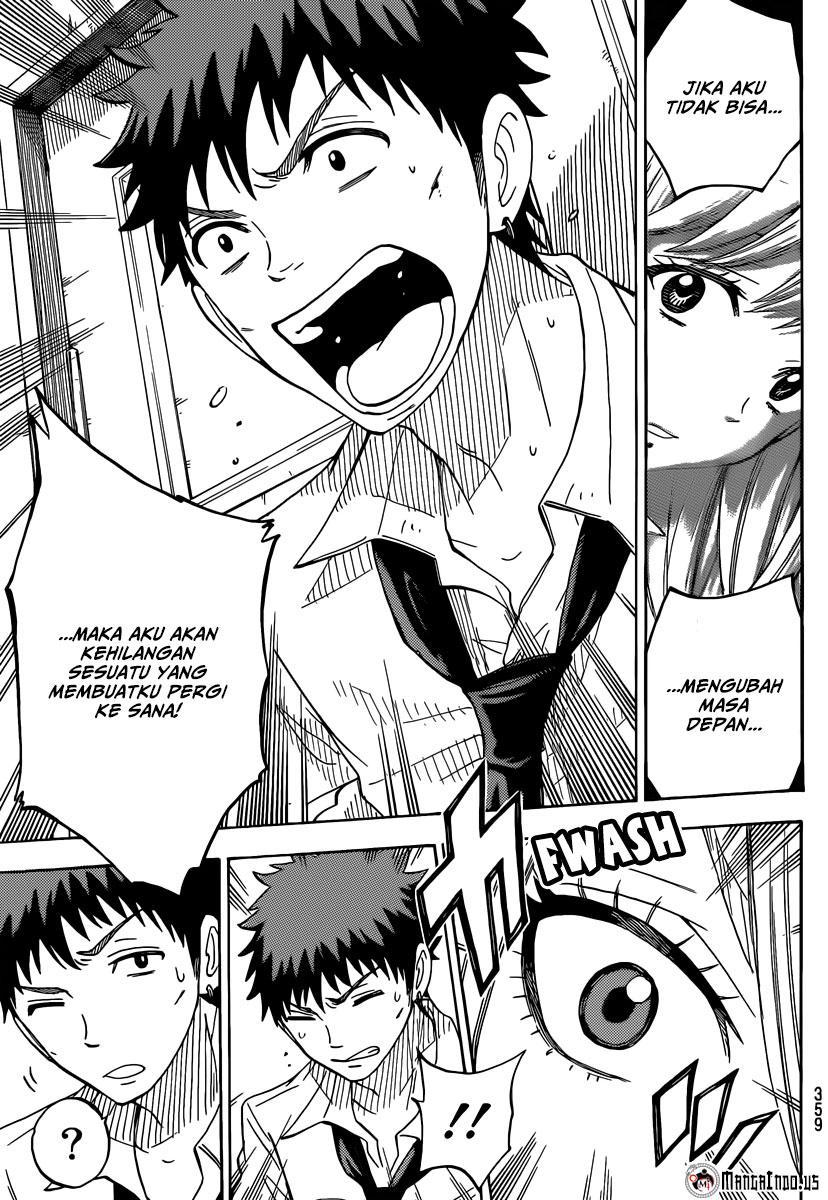 JIKA AKU
TIDAK BISA...
...MENGUBAH
MASA
DEPAN...
...MAKA AKU AKAN
KEHILANGAN
SESUATU YANG
MEMBUATKU PERGI
KE SANA!
FWASH
!!
?
359
MangaIndo.us